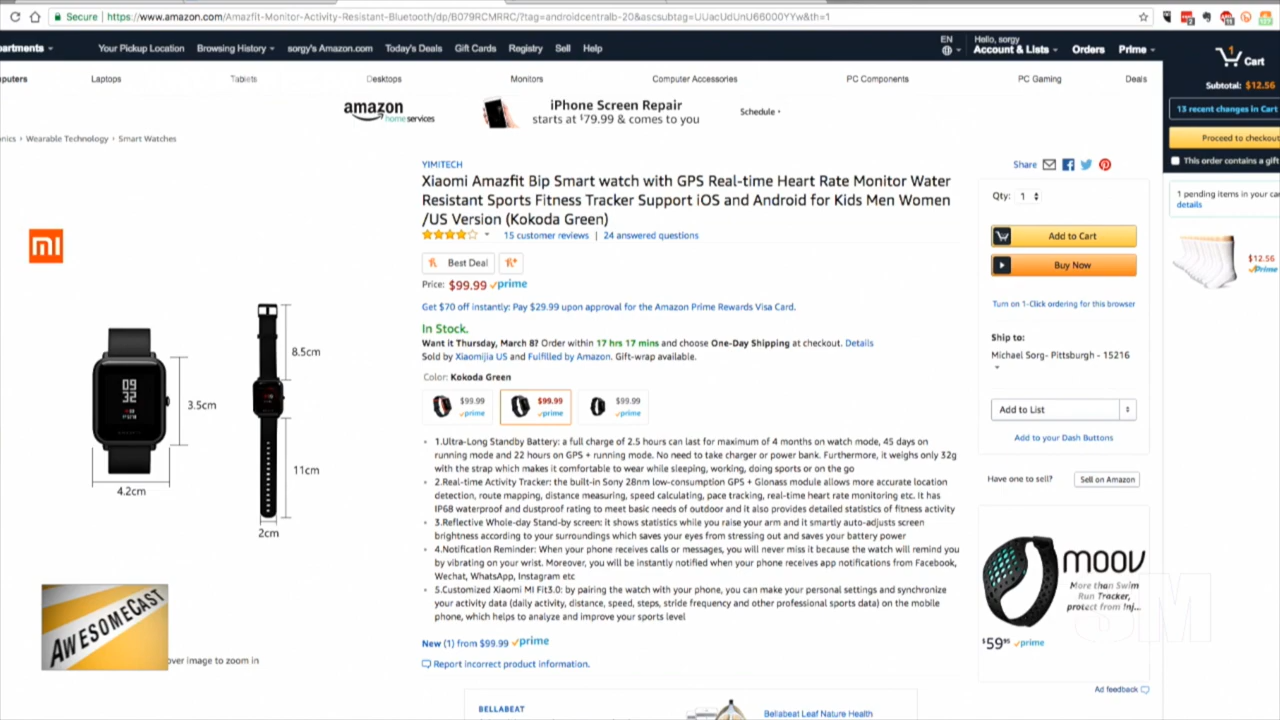 Secure | https://www.amazon.com/Amazfit-Monitor-Activity-Resistant-Bluetooth/dp/B079RCMRRC/?tag=androidcentralb-20&ascsubtag=UUacUdUnU66000YYw&th=1
artments Your Pickup Location Browsing History sorgy's Amazon.com Today's Deals Gift Cards Registry Sell Help
EN
Hello, sorgy
Account & Lists Orders Prime
1
Cart
Subtotal: $12.56
13 recent changes in Cart
Proceed to checkout
This order contains a gift
1 pending items in your
details
$12.56
Prime
puters Laptops Tablets Desktops Monitors Computer Accessories PC Components PC Gaming Deals
amazon
home services
iPhone Screen Repair
starts at $79.99 & comes to you
Schedule ›
onics › Wearable Technology › Smart Watches
YIMITECH
Xiaomi Amazfit Bip Smart watch with GPS Real-time Heart Rate Monitor Water
Resistant Sports Fitness Tracker Support iOS and Android for Kids Men Women
/US Version (Kokoda Green)
15 customer reviews | 24 answered questions
Best Deal
Price: $99.99 prime
Get $70 off instantly: Pay $29.99 upon approval for the Amazon Prime Rewards Visa Card.
In Stock.
Want it Thursday, March 8? Order within 17 hrs 17 mins and choose One-Day Shipping at checkout. Details
Sold by Xiaomijia US and Fulfilled by Amazon. Gift-wrap available.
Color: Kokoda Green
$99.99 prime
$99.99 prime
$99.99 prime
1.Ultra-Long Standby Battery: a full charge of 2.5 hours can last for maximum of 4 months on watch mode, 45 days on
running mode and 22 hours on GPS + running mode. No need to take charger or power bank. Furthermore, it weighs only 32g
with the strap which makes it comfortable to wear while sleeping, working, doing sports or on the go
2.Real-time Activity Tracker: the built-in Sony 28nm low-consumption GPS + Glonass module allows more accurate location
detection, route mapping, distance measuring, speed calculating, pace tracking, real-time heart rate monitoring etc. It has
IP68 waterproof and dustproof rating to meet basic needs of outdoor and it also provides detailed statistics of fitness activity
3.Reflective Whole-day Stand-by screen: it shows statistics while you raise your arm and it smartly auto-adjusts screen
brightness according to your surroundings which saves your eyes from stressing out and saves your battery power
4.Notification Reminder: When your phone receives calls or messages, you will never miss it because the watch will remind you
by vibrating on your wrist. Moreover, you will be instantly notified when your phone receives app notifications from Facebook,
Wechat, WhatsApp, Instagram etc
5.Customized Xiaomi MI Fit3.0: by pairing the watch with your phone, you can make your personal settings and synchronize
your activity data (daily activity, distance, speed, steps, stride frequency and other professional sports data) on the mobile
phone, which helps to analyze and improve your sports level
New (1) from $99.99 prime
Report incorrect product information.
BELLABEAT
Bellabeat Leaf Nature Health
mi
09
32
3.5cm
4.2cm
8.5cm
11cm
2cm
AWESOMECAST
over image to zoom in
Share
Qty: 1
Add to Cart
Buy Now
Turn on 1-Click ordering for this browser
Ship to:
Michael Sorg- Pittsburgh - 15216
Add to List
Add to your Dash Buttons
Have one to sell? Sell on Amazon
MOOV
More than Swim
Run Tracker,
protect from Inj...
$59 prime
Ad feedback